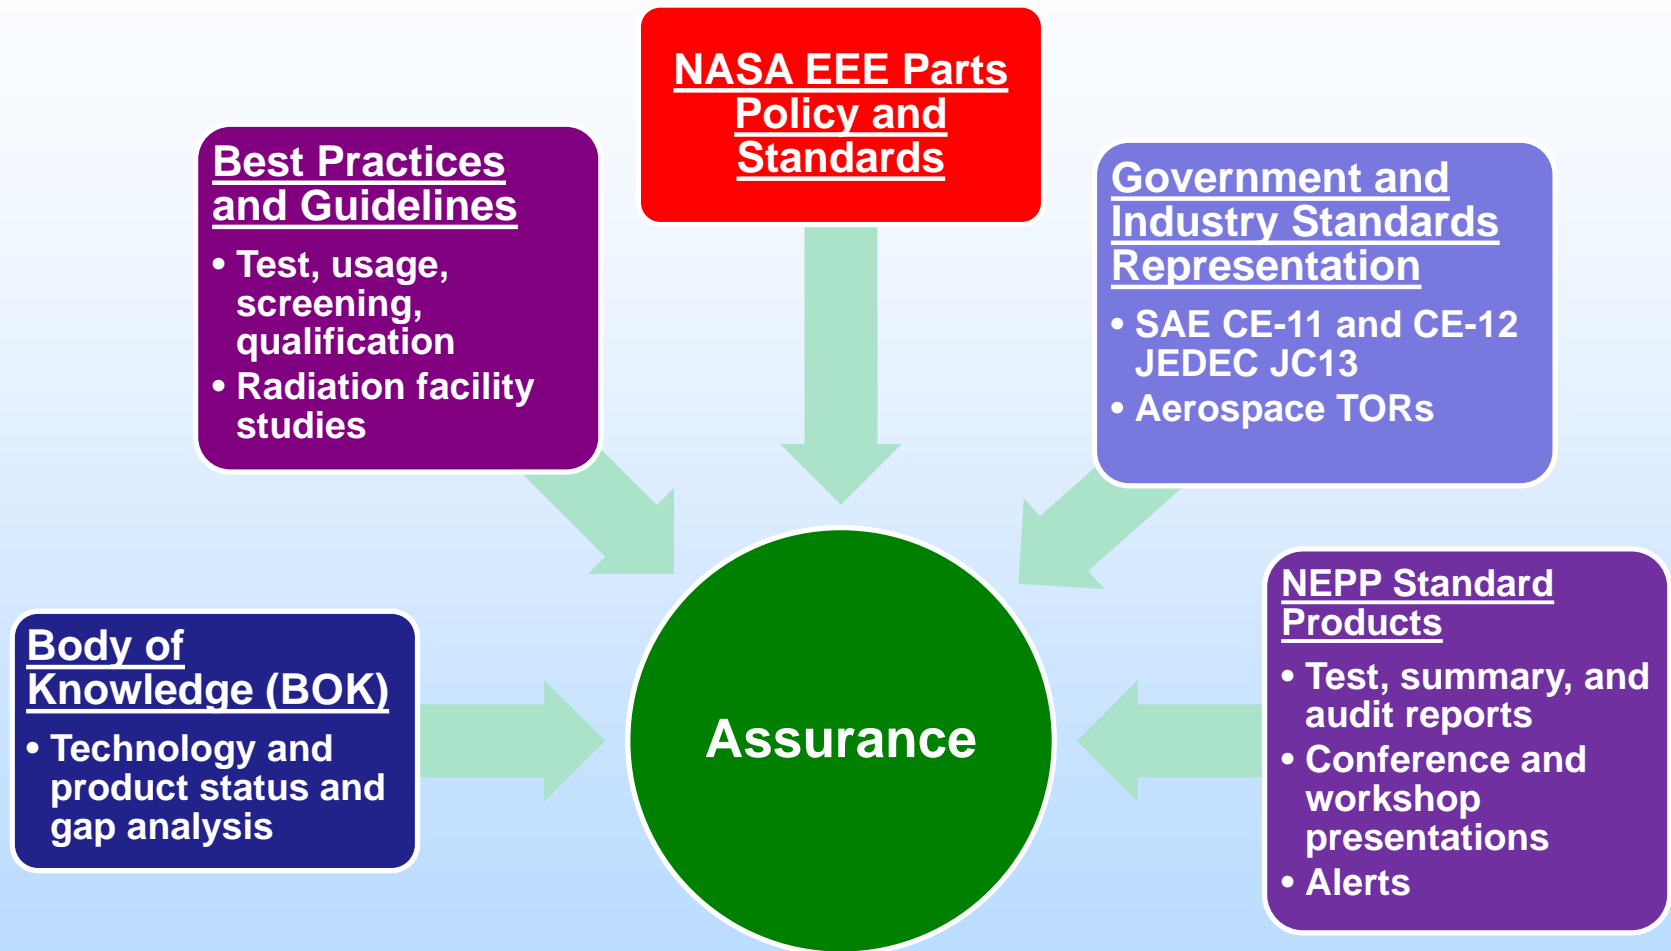 NASA EEE Parts
Policy and
Standards
Best Practices
and Guidelines
• Test, usage,
screening,
qualification
• Radiation facility
studies
Government and
Industry Standards
Representation
• SAE CE-11 and CE-12
JEDEC JC13
• Aerospace TORs
Body of
Knowledge (BOK)
• Technology and
product status and
gap analysis
Assurance
NEPP Standard
Products
• Test, summary, and
audit reports
• Conference and
workshop
presentations
• Alerts